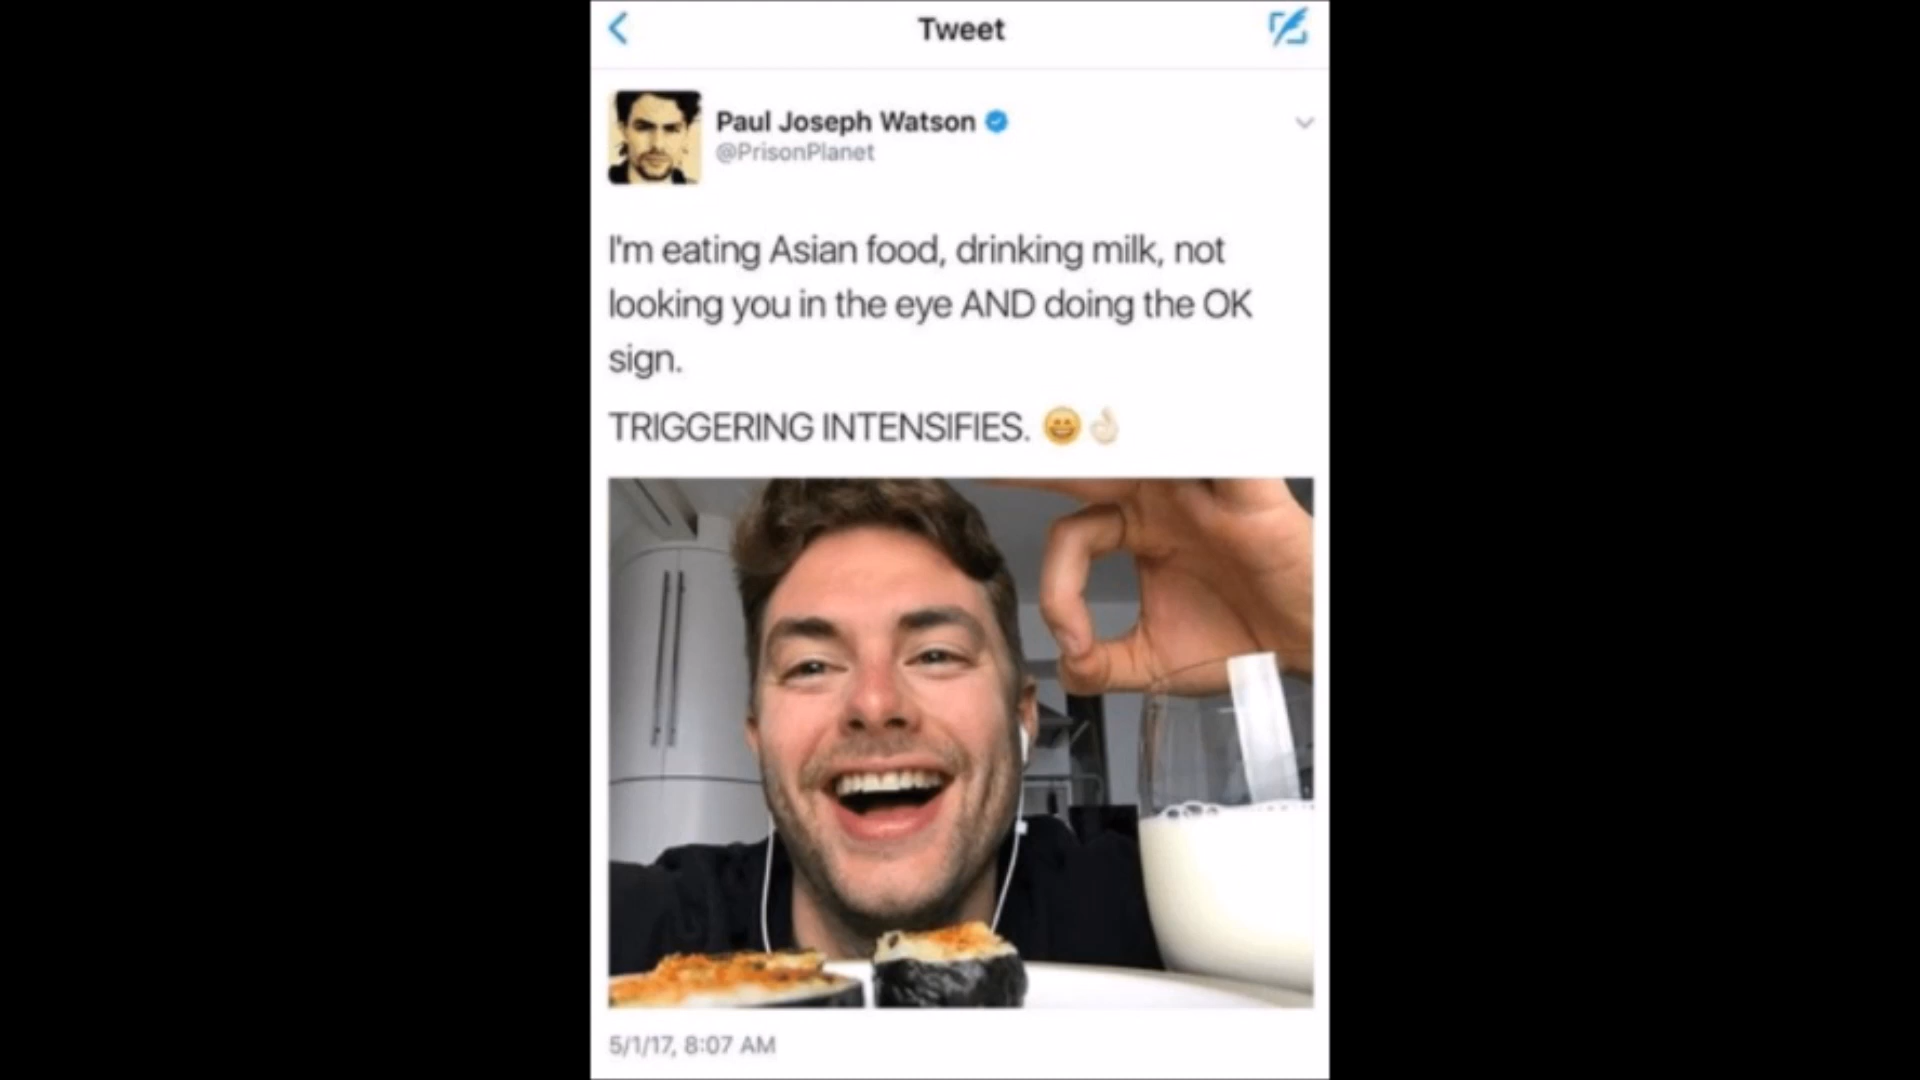 Tweet
Paul Joseph Watson
@PrisonPlanet
I'm eating Asian food, drinking milk, not
looking you in the eye AND doing the OK
sign.
TRIGGERING INTENSIFIES. 😀👌🏻
5/1/17, 8:07 AM